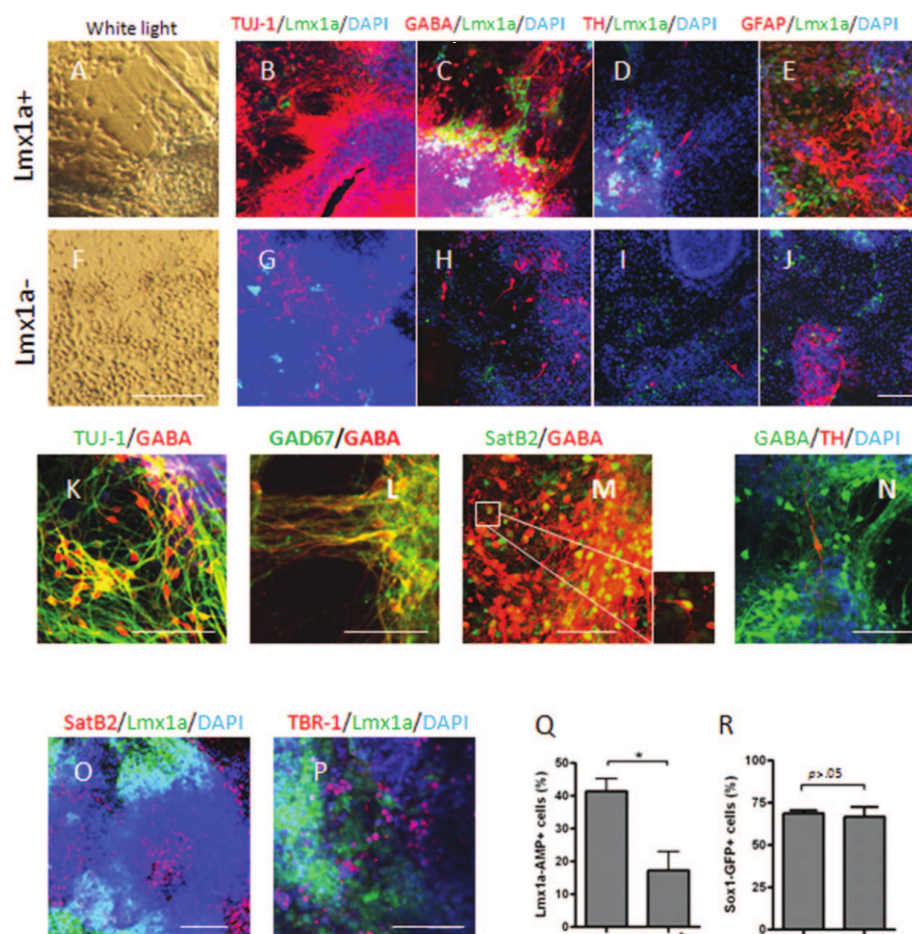 White light TUJ-1/Lmx1a/DAPI GABA/Lmx1a/DAPI TH/Lmx1a/DAPI GFAP/Lmx1a/DAPI
Lmx1a+
A B C D E
Lmx1a-
F G H I J
TUJ-1/GABA GAD67/GABA SatB2/GABA GABA/TH/DAPI
K L M N
SatB2/Lmx1a/DAPI TBR-1/Lmx1a/DAPI
O P
Q R
Lmx1a-AMP+ cells (%)
50
40
30
20
10
0
*
Sox1-GFP+ cells (%)
100
75
50
25
0
p>.05